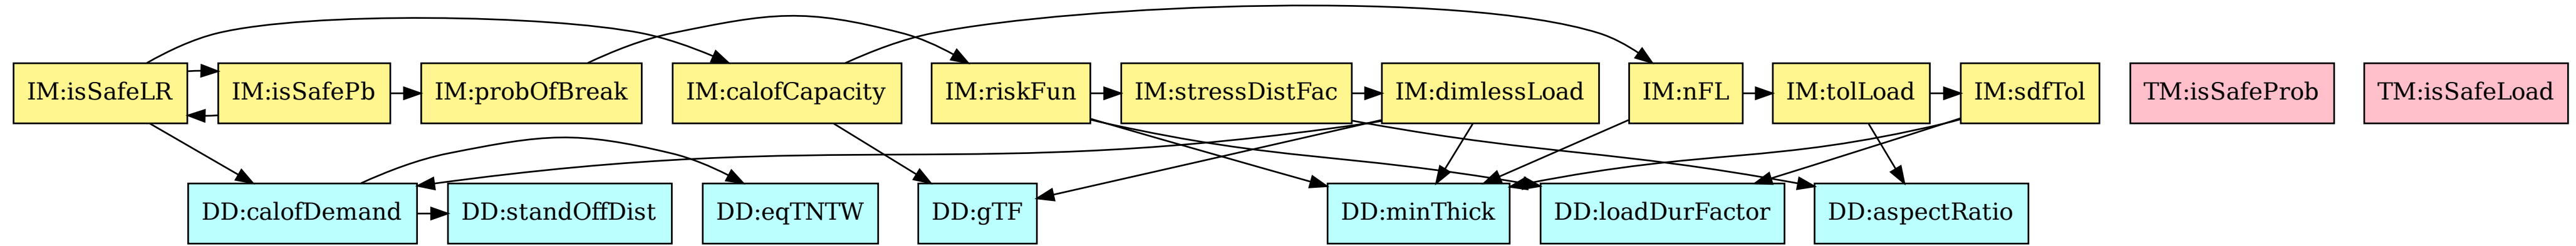 IM:isSafeLR
IM:isSafePb
IM:probOfBreak
IM:calofCapacity
IM:riskFun
IM:stressDistFac
IM:dimlessLoad
IM:nFL
IM:tolLoad
IM:sdfTol
TM:isSafeProb
TM:isSafeLoad
DD:calofDemand
DD:standOffDist
DD:eqTNTW
DD:gTF
DD:minThick
DD:loadDurFactor
DD:aspectRatio